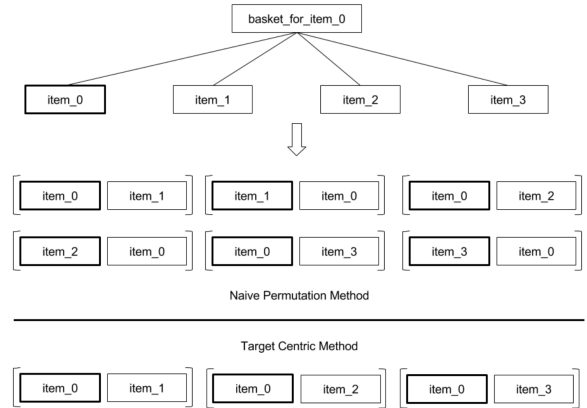 basket_for_item_0
item_0 item_1 item_2 item_3
item_0 item_1 item_1 item_0 item_0 item_2
item_2 item_0 item_0 item_3 item_3 item_0
Naive Permutation Method
Target Centric Method
item_0 item_1 item_0 item_2 item_0 item_3